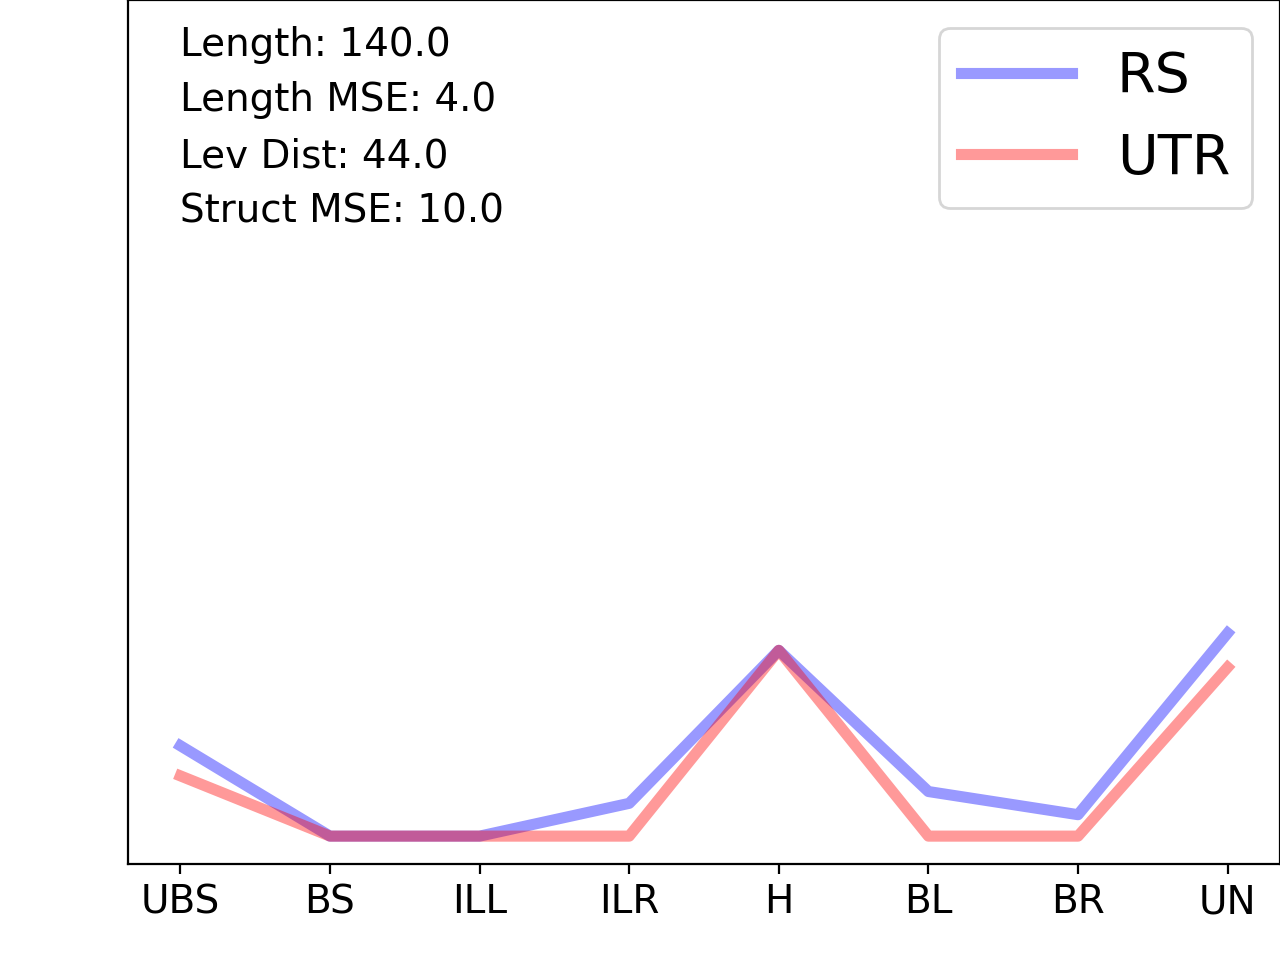 Length: 140.0
Length MSE: 4.0
Lev Dist: 44.0
Struct MSE: 10.0
RS
UTR
UBS BS ILL ILR H BL BR UN